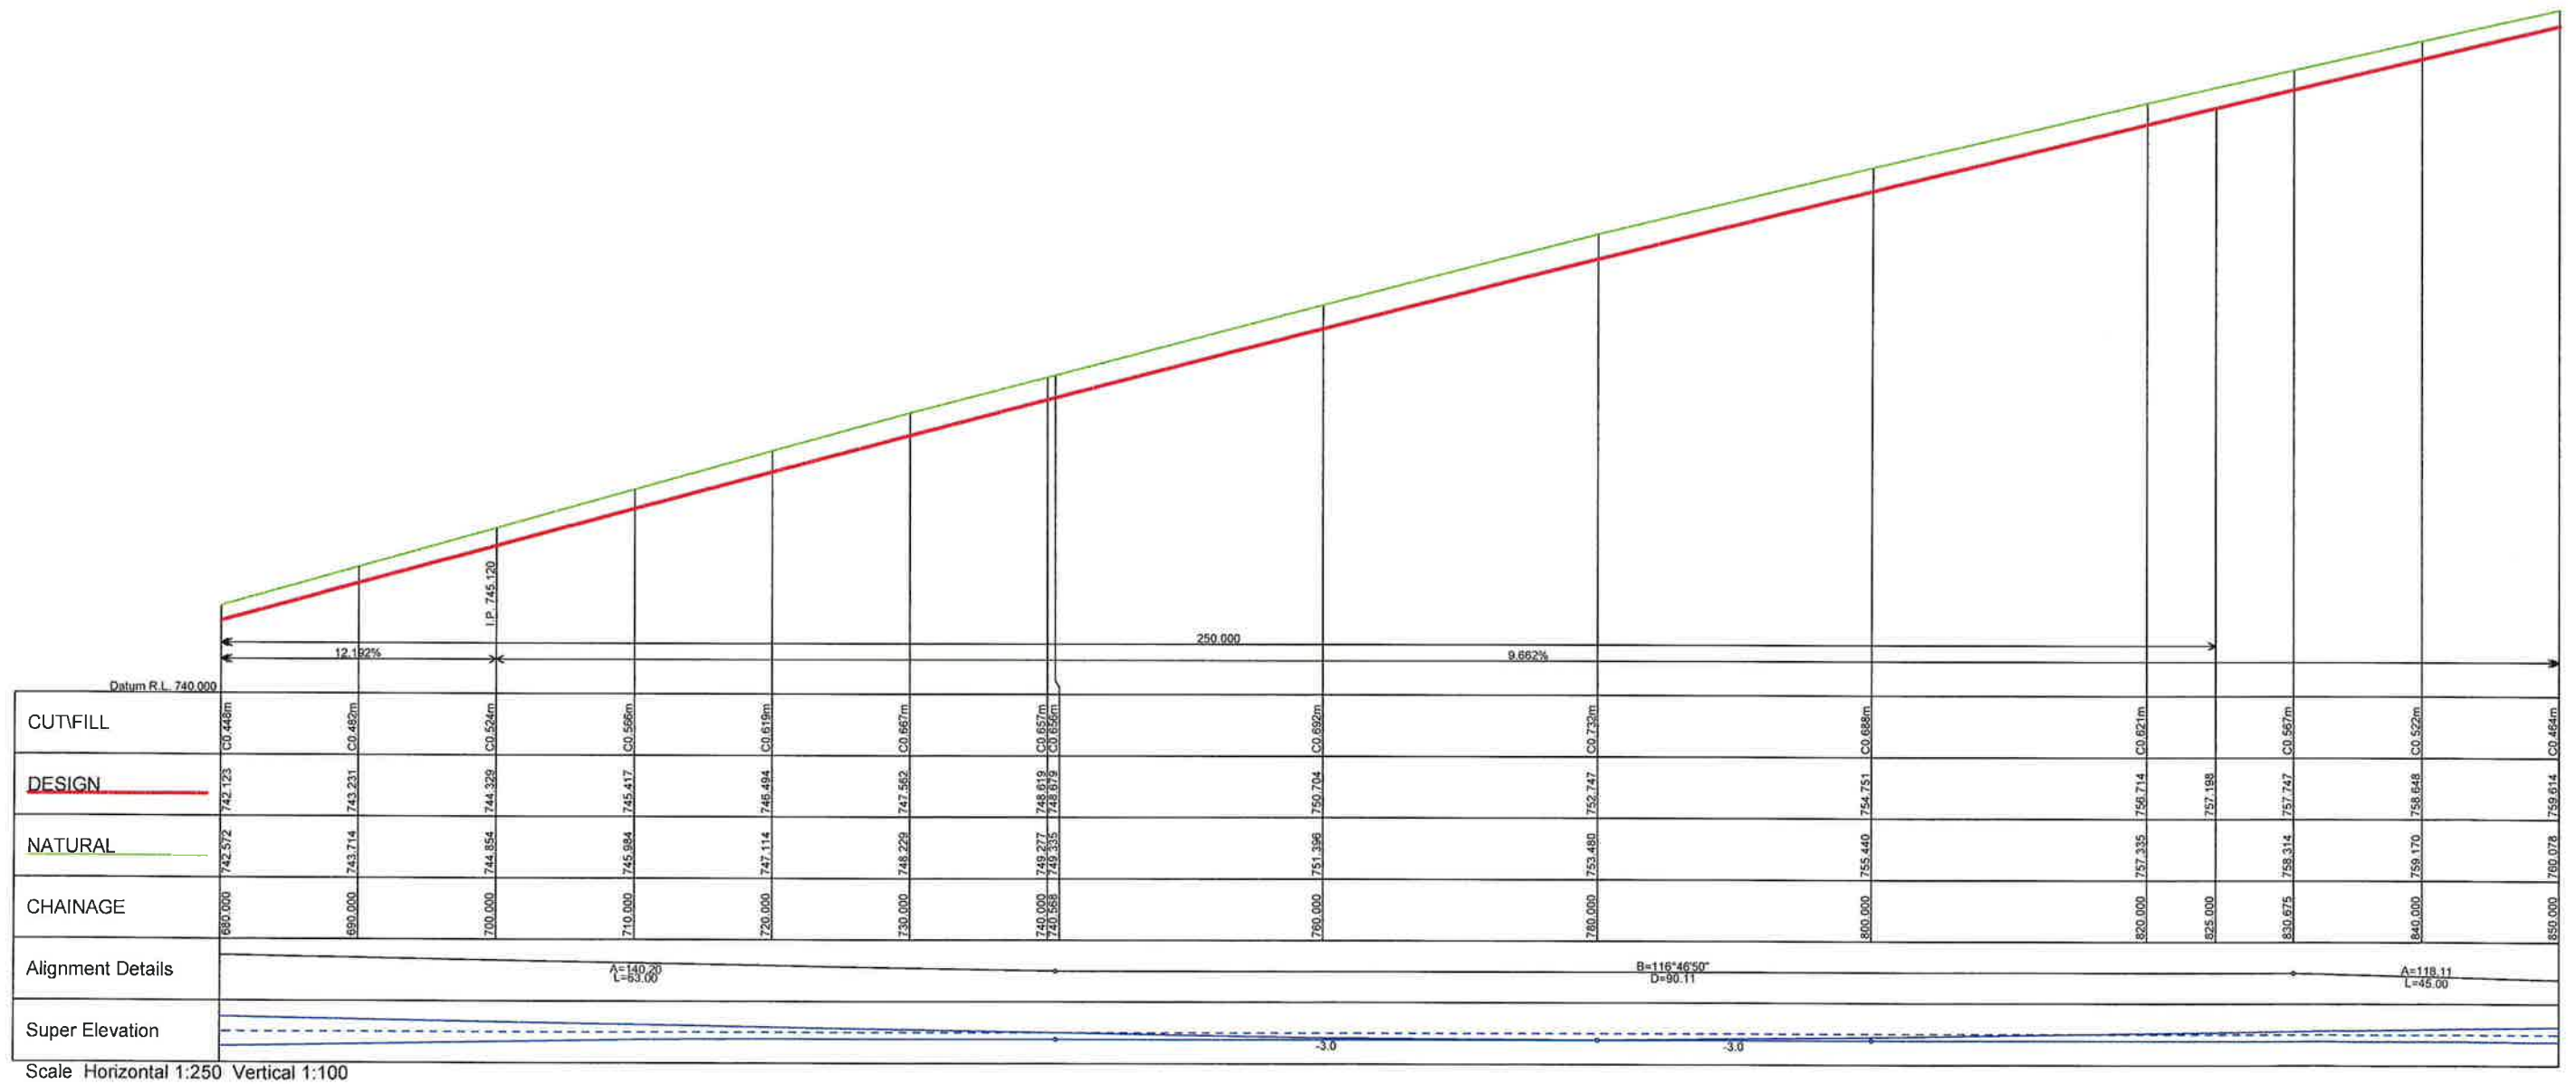 I.P. 745.120
250.000
12.192%
9.662%
Datum R.L. 740.000
CUT\FILL
C0.448m C0.482m C0.524m C0.566m C0.619m C0.667m C0.657m C0.656m C0.692m C0.732m C0.688m C0.621m C0.567m C0.522m C0.464m
DESIGN
742.123 743.231 744.329 745.417 746.494 747.562 748.619 748.679 750.704 752.747 754.751 756.714 757.198 757.747 758.648 759.614
NATURAL
742.572 743.714 744.854 745.984 747.114 748.229 749.277 749.335 751.396 753.480 755.440 757.335 758.314 759.170 760.078
CHAINAGE
680.000 690.000 700.000 710.000 720.000 730.000 740.000 740.568 760.000 780.000 800.000 820.000 825.000 830.675 840.000 850.000
Alignment Details
A=140.20
L=63.00
B=116°46'50"
D=90.11
A=118.11
L=45.00
Super Elevation
-3.0
-3.0
Scale Horizontal 1:250 Vertical 1:100